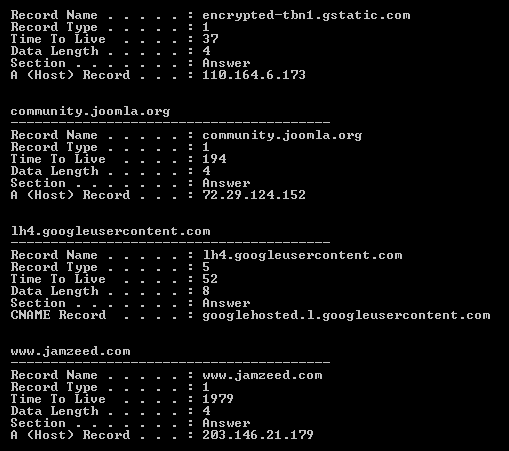 Record Name . . . . . : encrypted-tbn1.gstatic.com
Record Type . . . . . : 1
Time To Live  . . . . : 37
Data Length . . . . . : 4
Section . . . . . . . : Answer
A (Host) Record . . . : 110.164.6.173
community.joomla.org
----------------------------------------
Record Name . . . . . : community.joomla.org
Record Type . . . . . : 1
Time To Live  . . . . : 194
Data Length . . . . . : 4
Section . . . . . . . : Answer
A (Host) Record . . . : 72.29.124.152
lh4.googleusercontent.com
----------------------------------------
Record Name . . . . . : lh4.googleusercontent.com
Record Type . . . . . : 5
Time To Live  . . . . : 52
Data Length . . . . . : 8
Section . . . . . . . : Answer
CNAME Record  . . . . : googlehosted.l.googleusercontent.com
www.jamzeed.com
----------------------------------------
Record Name . . . . . : www.jamzeed.com
Record Type . . . . . : 1
Time To Live  . . . . : 1979
Data Length . . . . . : 4
Section . . . . . . . : Answer
A (Host) Record . . . : 203.146.21.179